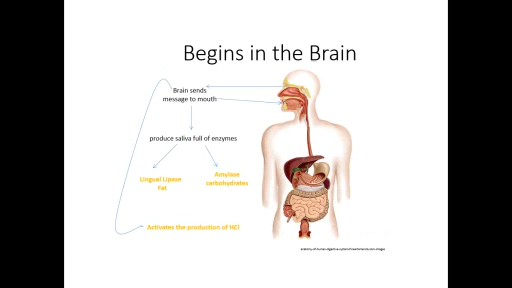 Begins in the Brain
Brain sends
message to mouth
produce saliva full of enzymes
Lingual Lipase
Fat
Amylase
carbohydrates
Activates the production of HCl